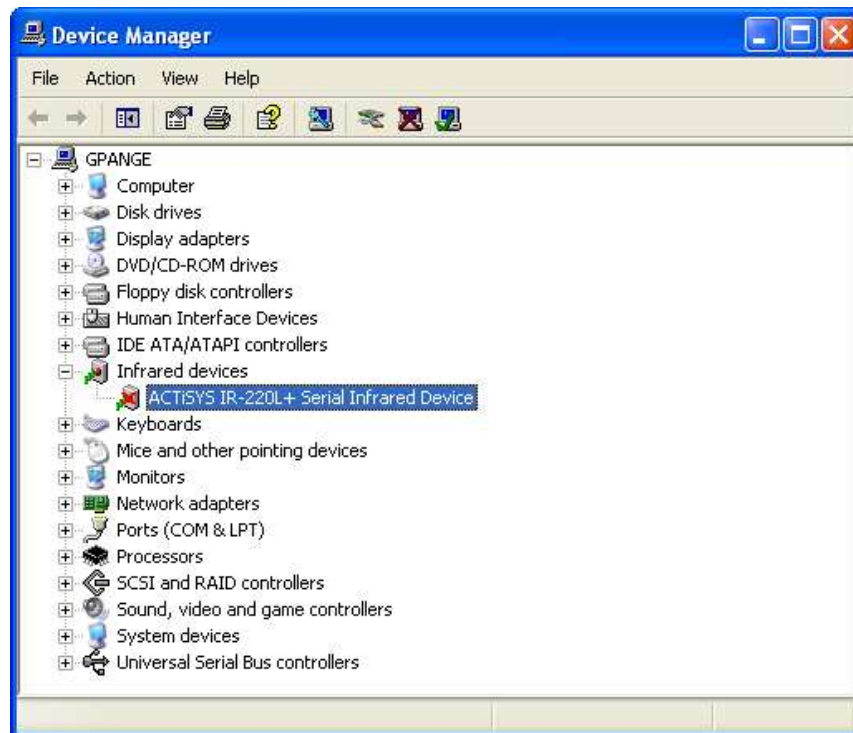 Device Manager
File Action View Help
GPANGE
Computer
Disk drives
Display adapters
DVD/CD-ROM drives
Floppy disk controllers
Human Interface Devices
IDE ATA/ATAPI controllers
Infrared devices
ACTiSYS IR-220L+ Serial Infrared Device
Keyboards
Mice and other pointing devices
Monitors
Network adapters
Ports (COM & LPT)
Processors
SCSI and RAID controllers
Sound, video and game controllers
System devices
Universal Serial Bus controllers